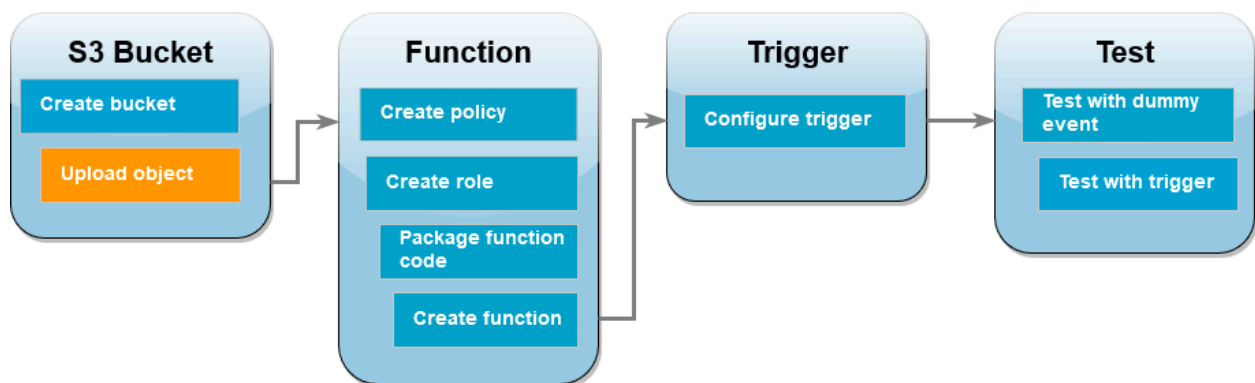 S3 Bucket
Create bucket
Upload object
Function
Create policy
Create role
Package function
code
Create function
Trigger
Configure trigger
Test
Test with dummy
event
Test with trigger